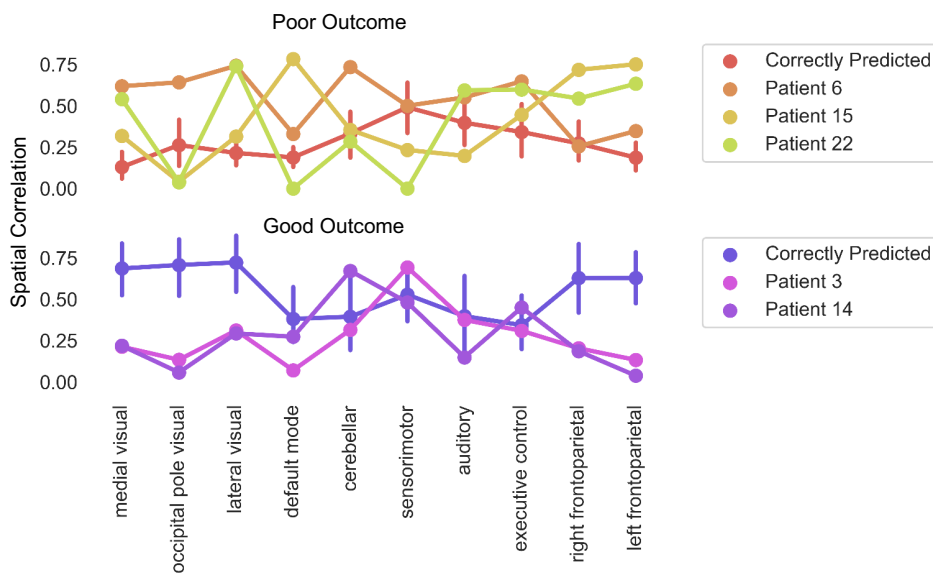 Poor Outcome
0.75
0.50
0.25
0.00
Correctly Predicted
Patient 6
Patient 15
Patient 22
Spatial Correlation
Good Outcome
0.75
0.50
0.25
0.00
Correctly Predicted
Patient 3
Patient 14
medial visual
occipital pole visual
lateral visual
default mode
cerebellar
sensorimotor
auditory
executive control
right frontoparietal
left frontoparietal